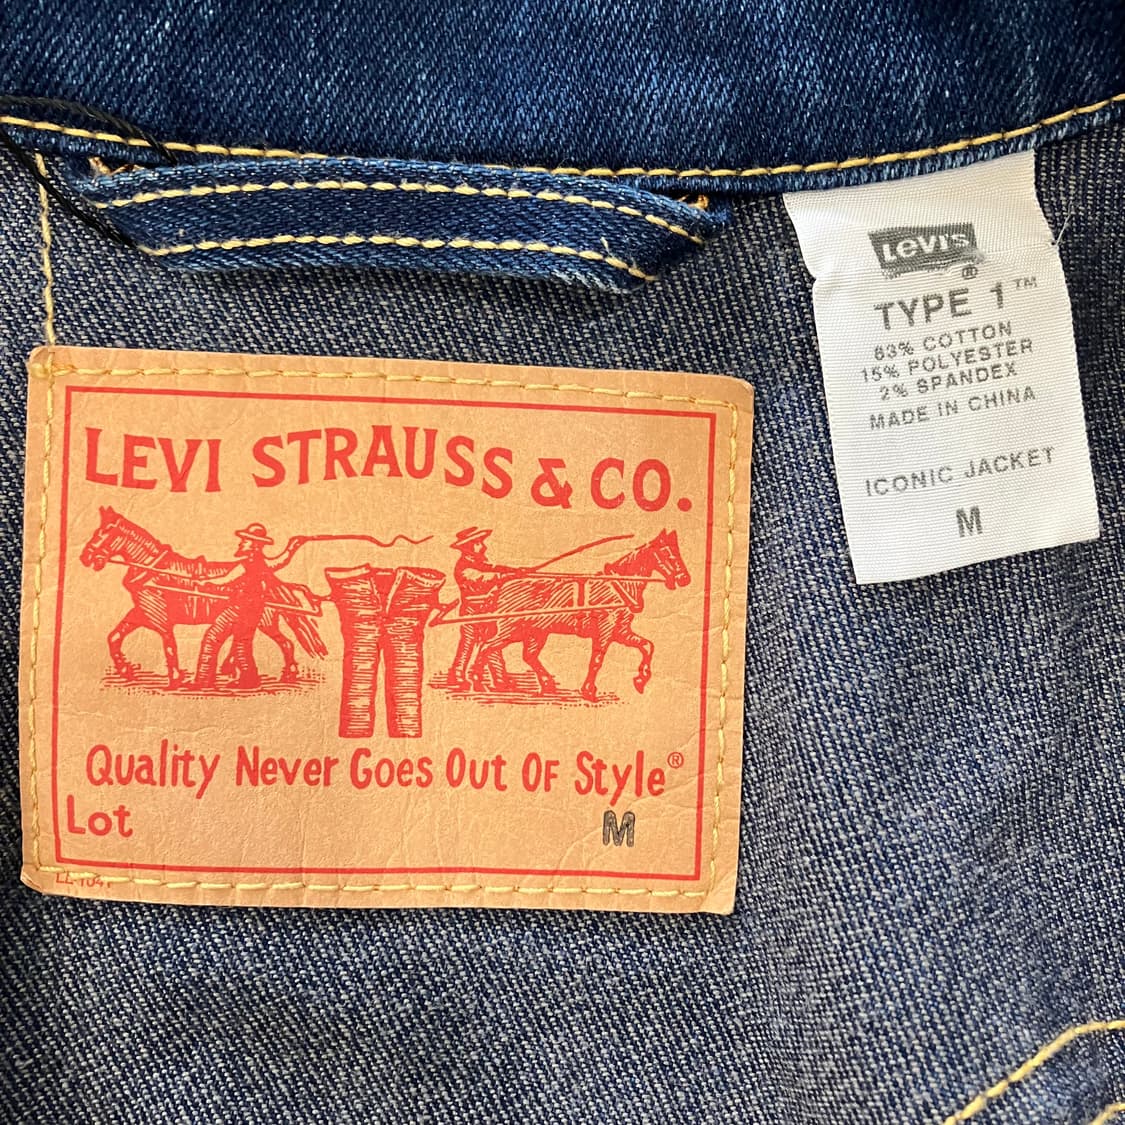 LEVI STRAUSS & CO.
Quality Never Goes Out Of Style®
Lot M
Levi's®
TYPE 1™
83% COTTON
15% POLYESTER
2% SPANDEX
MADE IN CHINA
ICONIC JACKET
M